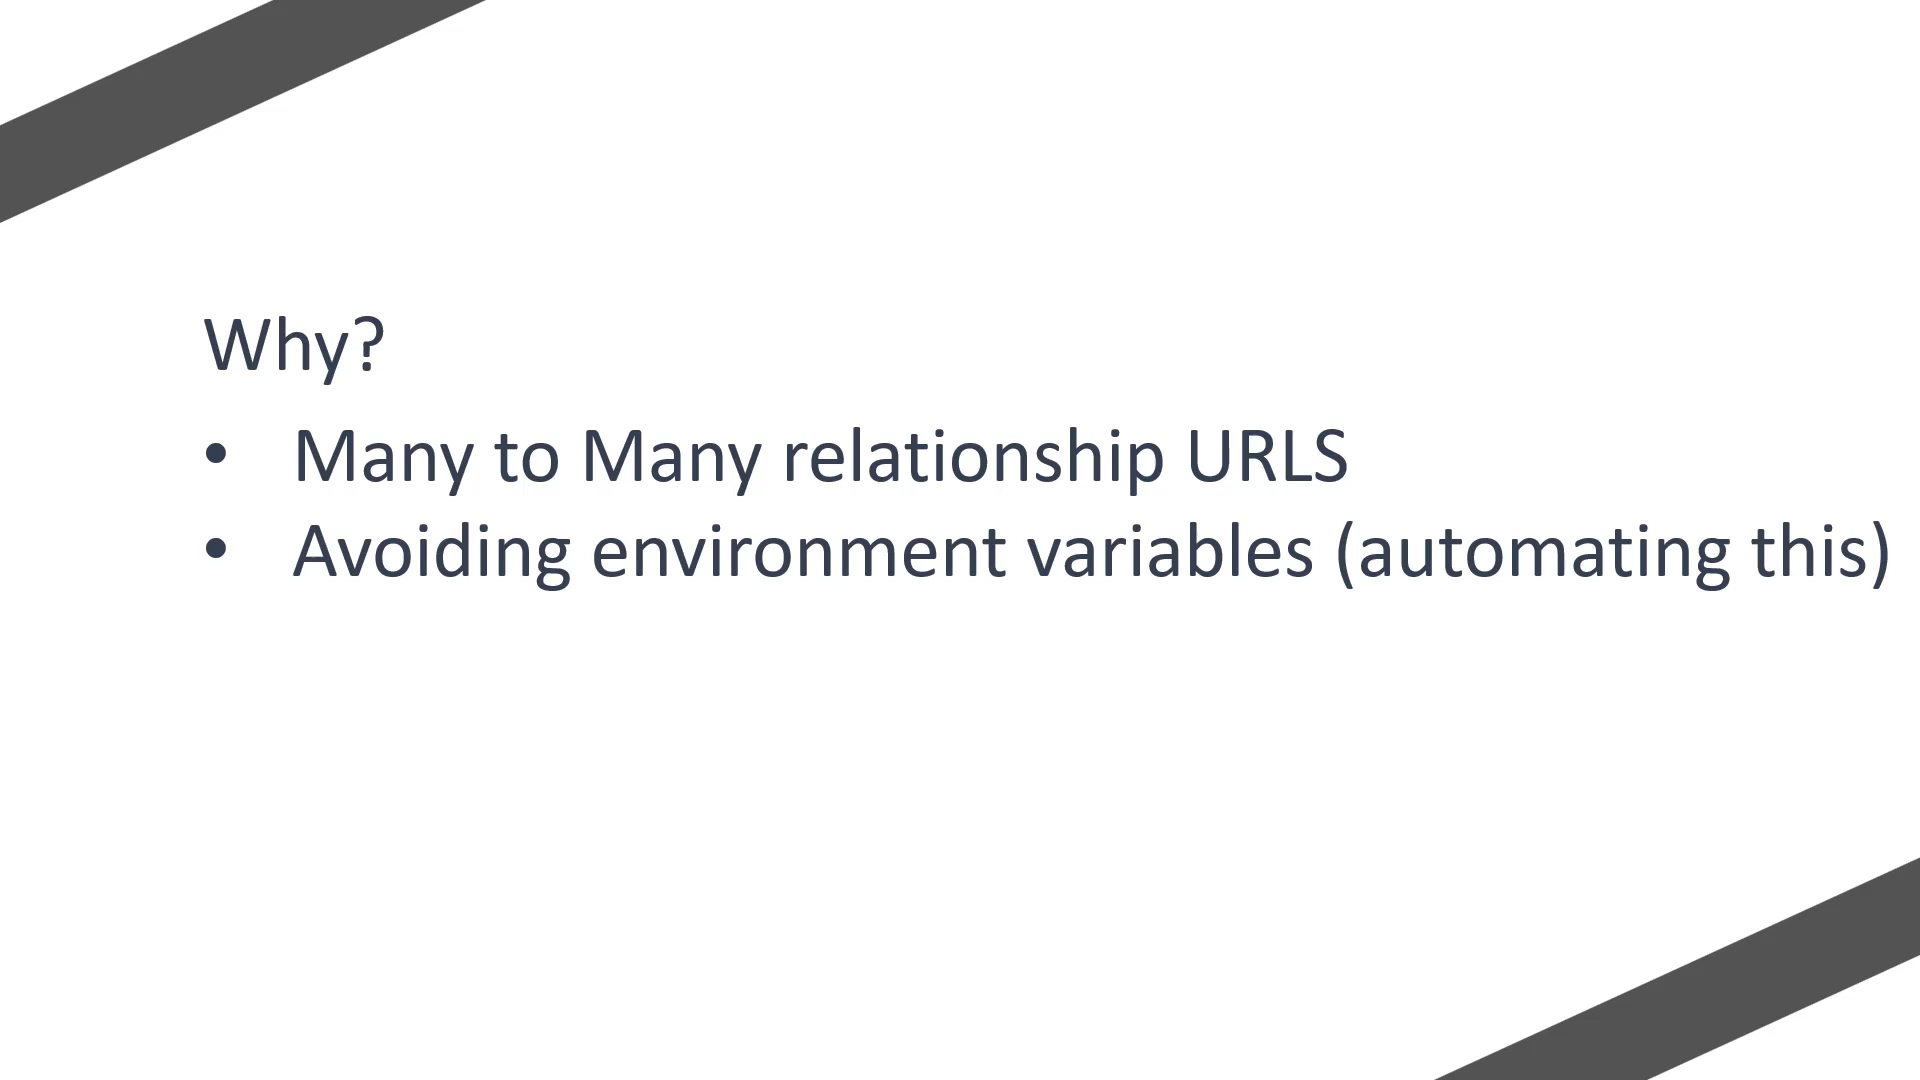 Why?
• Many to Many relationship URLS
• Avoiding environment variables (automating this)